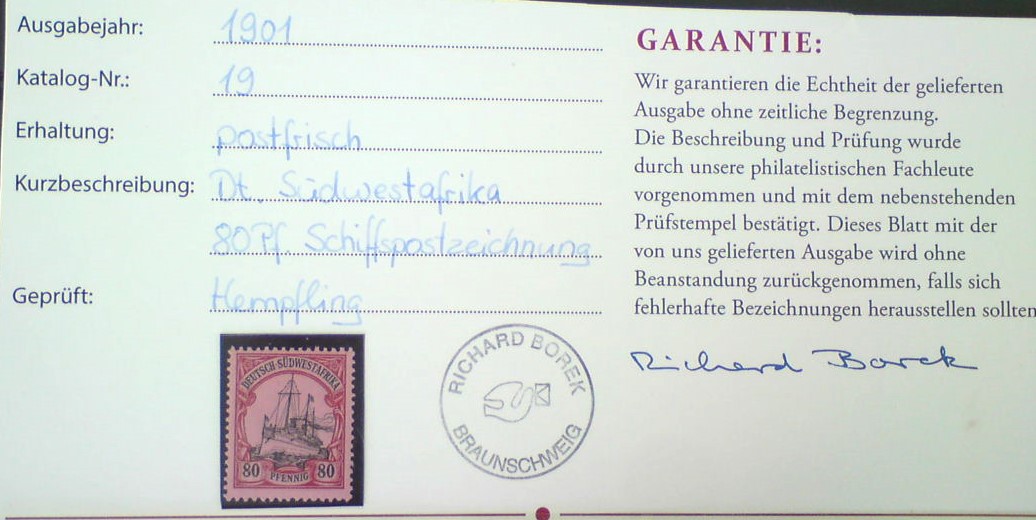 Ausgabejahr: 1901
Katalog-Nr.: 19
Erhaltung: postfrisch
Kurzbeschreibung: Dt. Südwestafrika
80 Pf. Schiffspostzeichnung
Geprüft: Hempfling
GARANTIE:
Wir garantieren die Echtheit der gelieferten
Ausgabe ohne zeitliche Begrenzung.
Die Beschreibung und Prüfung wurde
durch unsere philatelistischen Fachleute
vorgenommen und mit dem nebenstehenden
Prüfstempel bestätigt. Dieses Blatt mit der
von uns gelieferten Ausgabe wird ohne
Beanstandung zurückgenommen, falls sich
fehlerhafte Bezeichnungen herausstellen sollten
Richard Borek
DEUTSCH-SÜDWESTAFRIKA
80 PFENNIG 80
RICHARD BOREK
BRAUNSCHWEIG